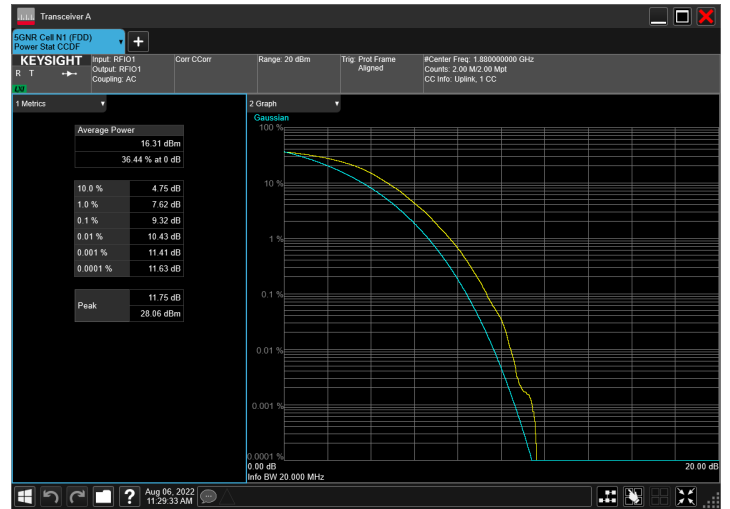 Transceiver A
5GNR Cell N1 (FDD)
Power Stat CCDF
KEYSIGHT
R T
LXI
Input: RFIO1
Output: RFIO1
Coupling: AC
Corr CCorr
Range: 20 dBm
Trig: Prot Frame
Aligned
#Center Freq: 1.880000000 GHz
Counts: 2.00 M/2.00 Mpt
CC Info: Uplink, 1 CC
1 Metrics
Average Power
16.31 dBm
36.44 % at 0 dB
10.0 % 4.75 dB
1.0 % 7.62 dB
0.1 % 9.32 dB
0.01 % 10.43 dB
0.001 % 11.41 dB
0.0001 % 11.63 dB
Peak
11.75 dB
28.06 dBm
2 Graph
Gaussian
100 %
10 %
1 %
0.1 %
0.01 %
0.001 %
0.0001 %
0.00 dB 20.00 dB
Info BW 20.000 MHz
?
Aug 06, 2022
11:29:33 AM